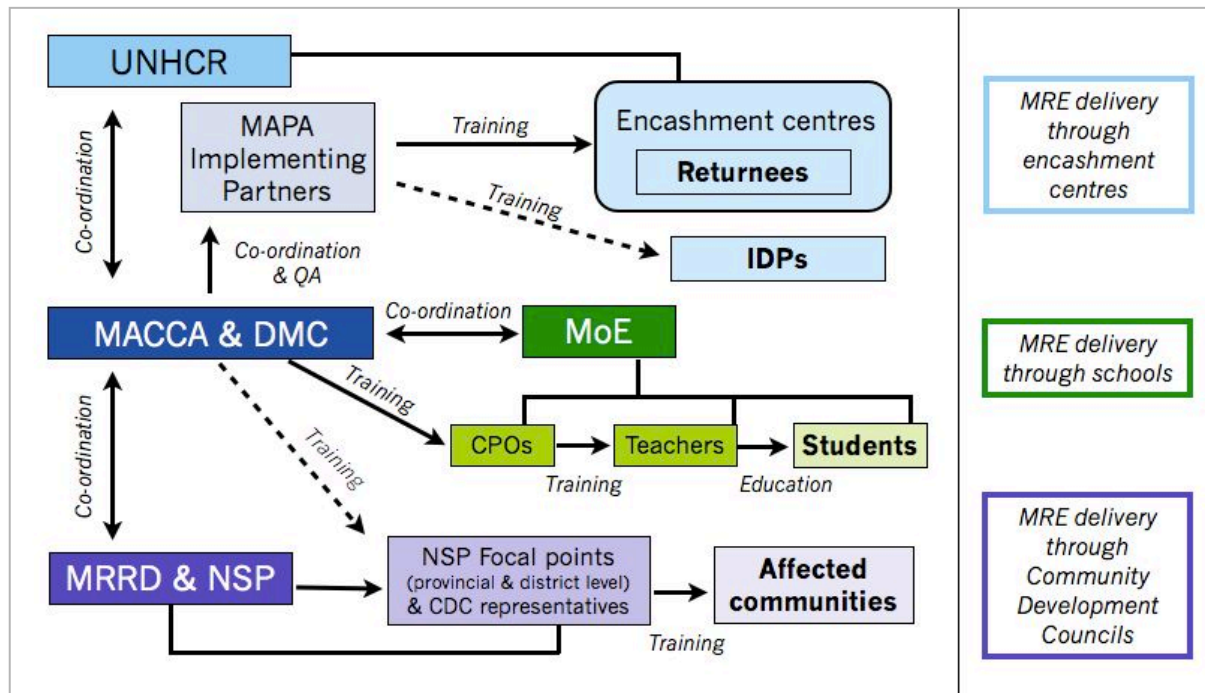 UNHCR
MAPA
Implementing
Partners
Training
Encashment centres
Returnees
Training
IDPs
Co-ordination
Co-ordination
& QA
MACCA & DMC
Co-ordination
MoE
Training
CPOs
Teachers
Students
Training
Education
Training
Co-ordination
MRRD & NSP
NSP Focal points
(provincial & district level)
& CDC representatives
Affected
communities
Training
MRE delivery
through
encashment
centres
MRE delivery
through schools
MRE delivery
through
Community
Development
Councils